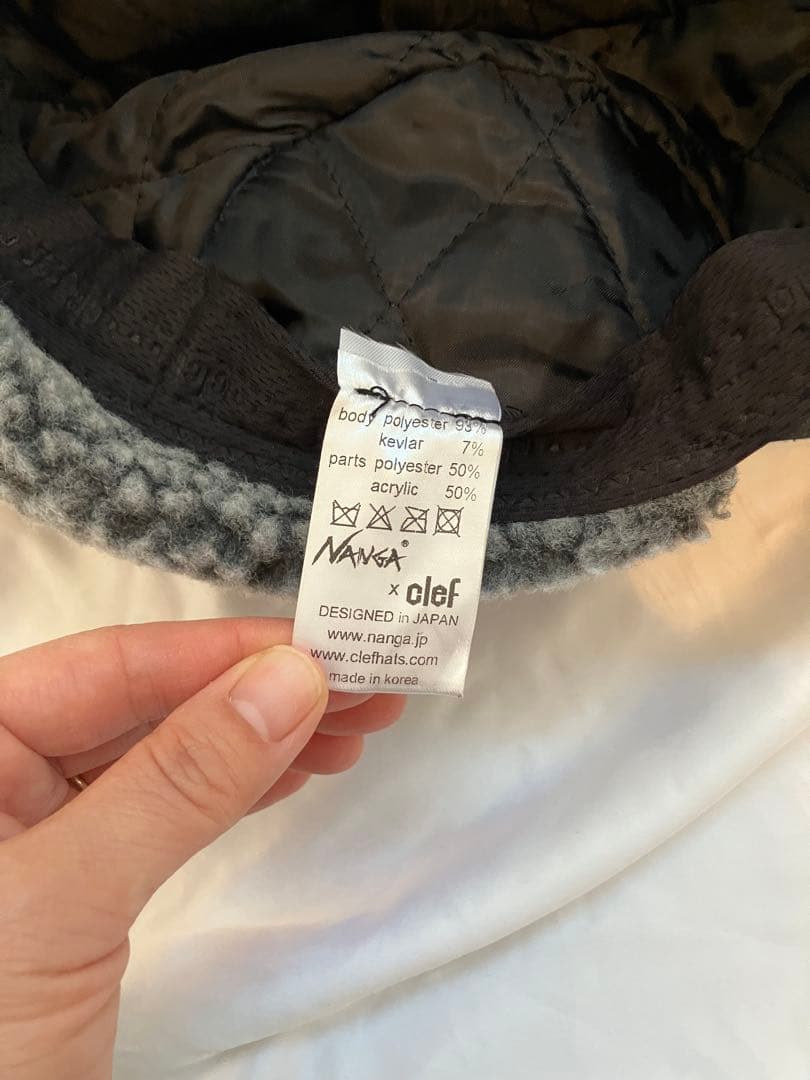 body polyester 93%
kevlar 7%
parts polyester 50%
acrylic 50%
NANGA®
x clef
DESIGNED in JAPAN
www.nanga.jp
www.clefhats.com
made in korea